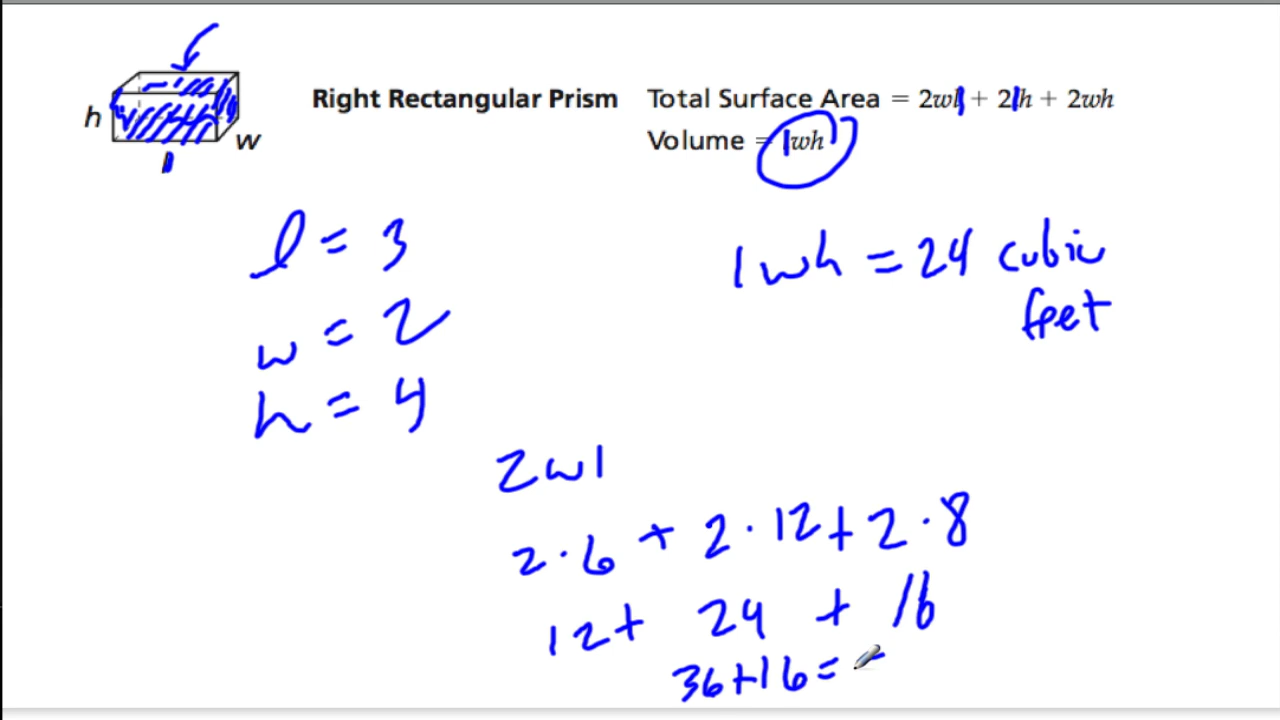 h
w
l
Right Rectangular Prism Total Surface Area = 2wl + 2lh + 2wh
Volume = lwh
l = 3
w = 2
h = 4
lwh = 24 cubic
feet
2wl
2·6 + 2·12 + 2·8
12 + 24 + 16
36 + 16 =